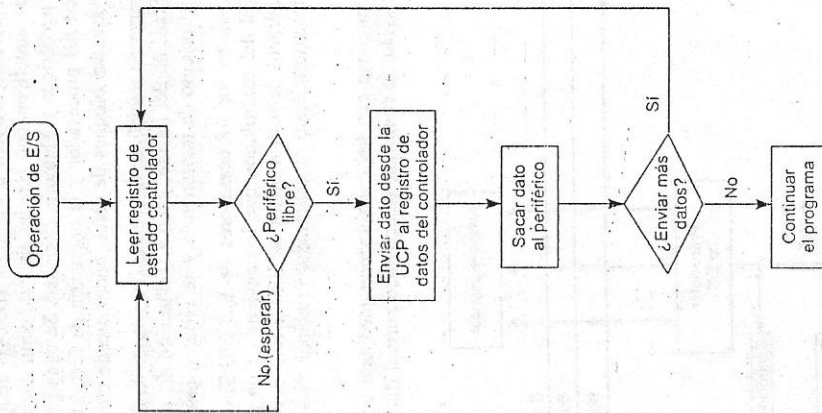 Operación de E/S
Leer registro de
estado controlador
¿Periférico
libre?
No (esperar)
Sí
Enviar dato desde la
UCP al registro de
datos del controlador
Sacar dato
al periférico
¿Enviar más
datos?
Sí
No
Continuar
el programa